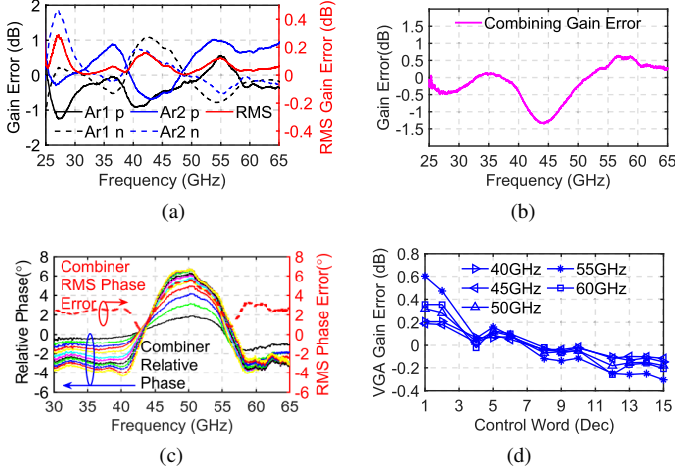 2
1
0
-1
-2
Gain Error (dB)
0.4
0.2
0
-0.2
-0.4
RMS Gain Error (dB)
Ar1 p
Ar2 p
RMS
Ar1 n
Ar2 n
25 30 35 40 45 50 55 60 65
Frequency (GHz)
(a)
Combining Gain Error
1.5
1
0.5
0
-0.5
-1
-1.5
Gain Error (dB)
25 30 35 40 45 50 55 60 65
Frequency (GHz)
(b)
8
6
4
2
0
-2
-4
-6
Relative Phase(°)
Combiner
RMS Phase
Error
Combiner
Relative
Phase
8
6
4
2
0
-2
-4
-6
RMS Phase Error(°)
30 35 40 45 50 55 60 65
Frequency (GHz)
(c)
0.8
0.6
0.4
0.2
0
-0.2
-0.4
VGA Gain Error (dB)
40GHz
55GHz
45GHz
60GHz
50GHz
1 3 5 7 9 11 13 15
Control Word (Dec)
(d)